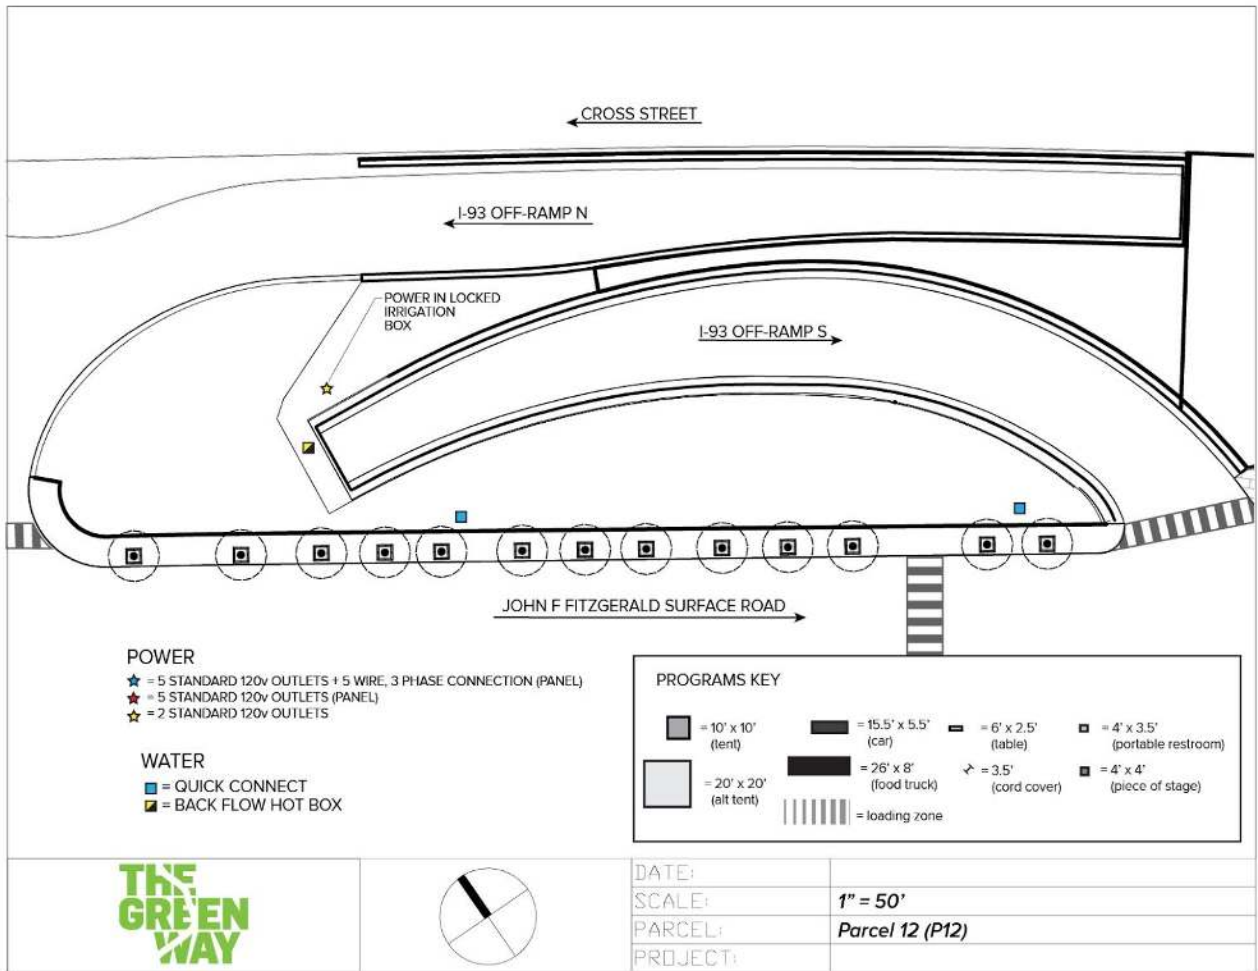 CROSS STREET
I-93 OFF-RAMP N
POWER IN LOCKED
IRRIGATION
BOX
I-93 OFF-RAMP S
JOHN F FITZGERALD SURFACE ROAD
POWER
= 5 STANDARD 120v OUTLETS + 5 WIRE, 3 PHASE CONNECTION (PANEL)
= 5 STANDARD 120v OUTLETS (PANEL)
= 2 STANDARD 120v OUTLETS
WATER
= QUICK CONNECT
= BACK FLOW HOT BOX
PROGRAMS KEY
= 10' x 10'
(tent)
= 15.5' x 5.5'
(car)
= 6' x 2.5'
(table)
= 4' x 3.5'
(portable restroom)
= 20' x 20'
(alt tent)
= 26' x 8'
(food truck)
= 3.5'
(cord cover)
= 4' x 4'
(piece of stage)
= loading zone
THE
GREEN
WAY
DATE:
SCALE: 1" = 50'
PARCEL: Parcel 12 (P12)
PROJECT: